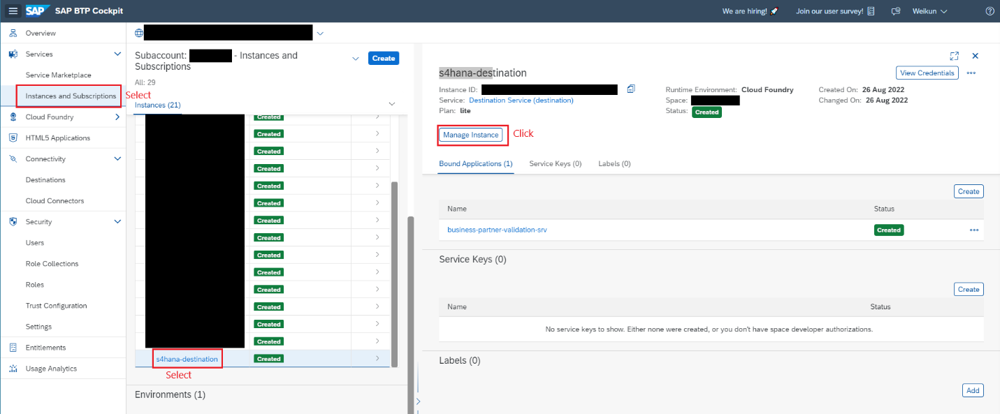 SAP SAP BTP Cockpit
We are hiring! 🚀
Join our user survey!
Weikun
Overview
Services
Service Marketplace
Instances and Subscriptions
Select
Cloud Foundry
HTML5 Applications
Connectivity
Destinations
Cloud Connectors
Security
Users
Role Collections
Roles
Trust Configuration
Settings
Entitlements
Usage Analytics
Subaccount: - Instances and
Subscriptions
Create
All: 29
Instances (21)
Created
Created
Created
Created
Created
Created
Created
Created
Created
Created
Created
Created
Created
Created
s4hana-destination Created
Select
Environments (1)
s4hana-destination
View Credentials
Instance ID:
Service: Destination Service (destination)
Plan: lite
Runtime Environment: Cloud Foundry
Space:
Status: Created
Created On: 26 Aug 2022
Changed On: 26 Aug 2022
Manage Instance Click
Bound Applications (1) Service Keys (0) Labels (0)
Create
Name Status
business-partner-validation-srv Created
Service Keys (0)
Create
Name Status
No service keys to show. Either none were created, or you don't have space developer authorizations.
Labels (0)
Add